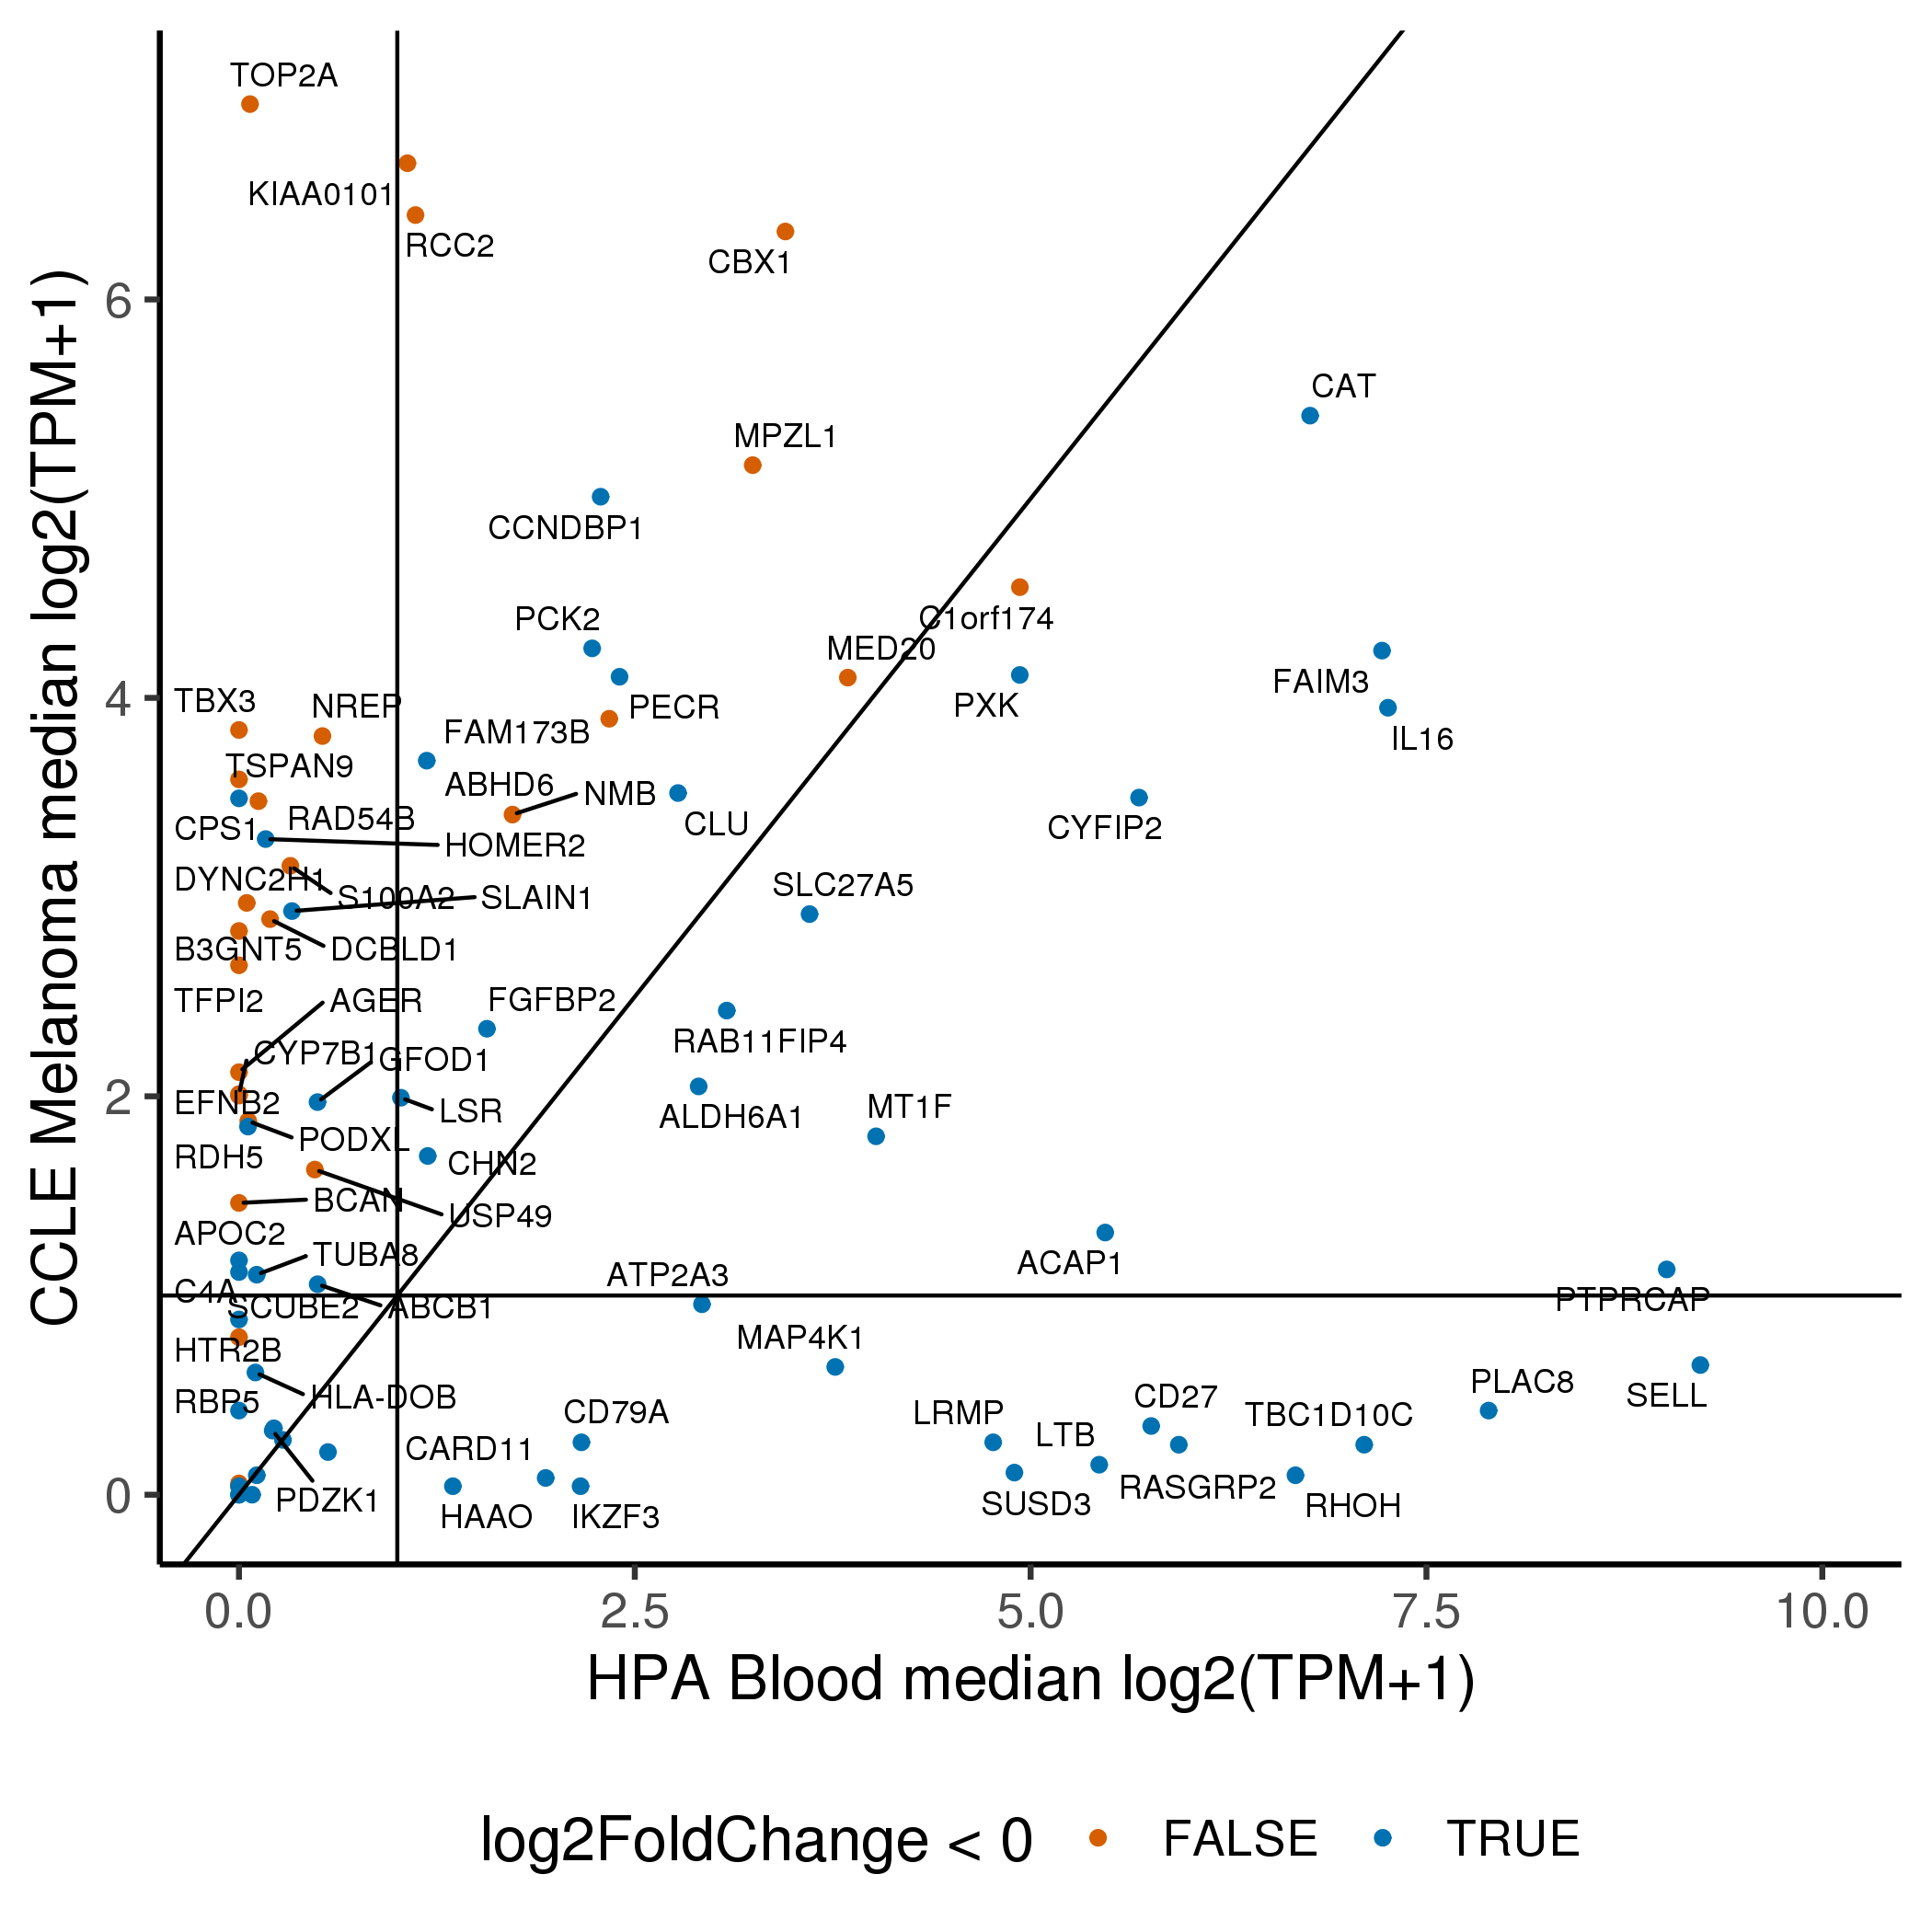 TOP2A
KIAA0101
RCC2
CBX1
6
CAT
MPZL1
CCNDBP1
C1orf174
PCK2
MED20
FAIM3
TBX3
NREP
PECR
PXK
4
FAM173B
IL16
TSPAN9
ABHD6
NMB
CPS1
RAD54B
CLU
CYFIP2
HOMER2
DYNC2H1
S100A2
SLAIN1
SLC27A5
B3GNT5
DCBLD1
TFPI2
AGER
FGFBP2
CYP7B1
GFOD1
RAB11FIP4
2
EFNB2
LSR
ALDH6A1
MT1F
RDH5
PODXL
CHN2
BCAN
USP49
APOC2
TUBA8
ATP2A3
ACAP1
C4A
SCUBE2
ABCB1
PTPRCAP
HTR2B
MAP4K1
RBP5
HLA-DOB
CD79A
LRMP
CD27
PLAC8
SELL
CARD11
LTB
TBC1D10C
0
PDZK1
HAAO
IKZF3
SUSD3
RASGRP2
RHOH
CCLE Melanoma median log2(TPM+1)
0.0 2.5 5.0 7.5 10.0
HPA Blood median log2(TPM+1)
log2FoldChange < 0 FALSE TRUE